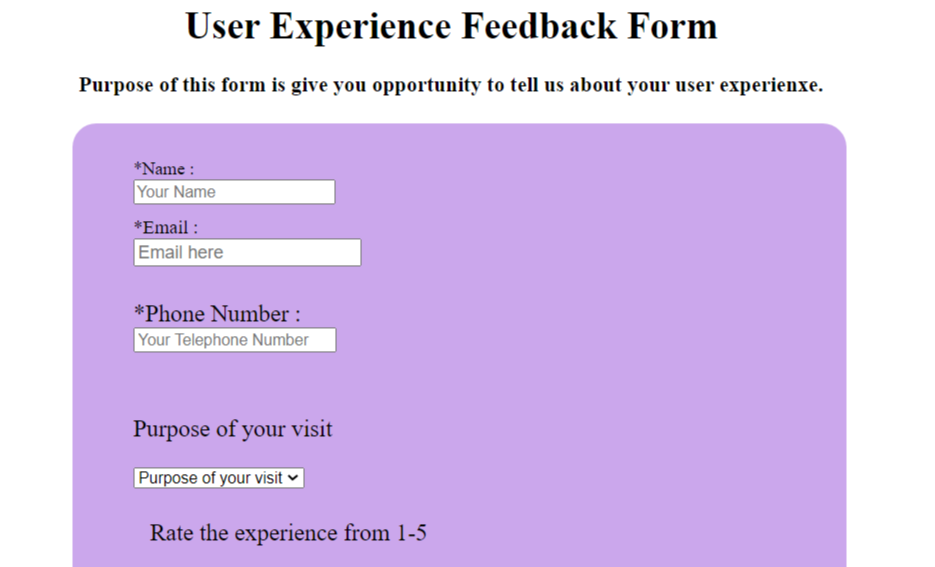 User Experience Feedback Form
Purpose of this form is give you opportunity to tell us about your user experienxe.
*Name :
Your Name
*Email :
Email here
*Phone Number :
Your Telephone Number
Purpose of your visit
Purpose of your visit
Rate the experience from 1-5